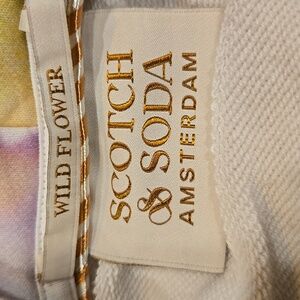 WILD FLOWER
SCOTCH
& SODA
AMSTERDAM